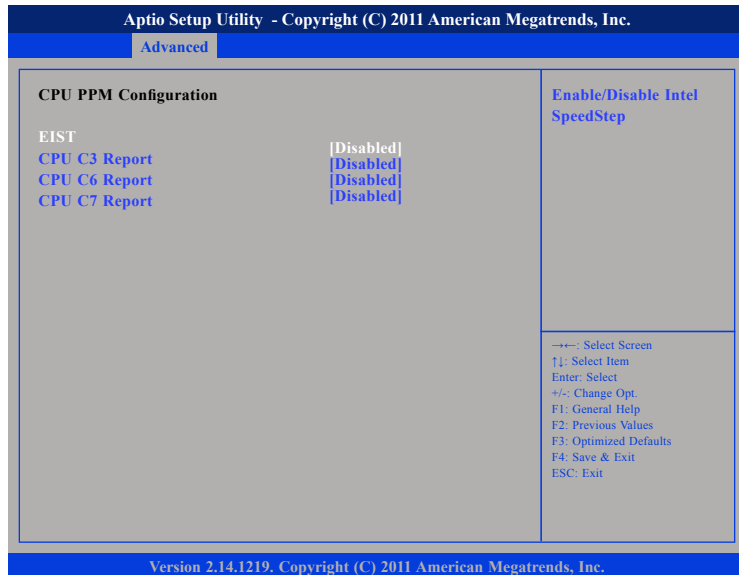 Aptio Setup Utility - Copyright (C) 2011 American Megatrends, Inc.
Advanced
CPU PPM Configuration
EIST [Disabled]
CPU C3 Report [Disabled]
CPU C6 Report [Disabled]
CPU C7 Report [Disabled]
Enable/Disable Intel
SpeedStep
→←: Select Screen
↑↓: Select Item
Enter: Select
+/-: Change Opt.
F1: General Help
F2: Previous Values
F3: Optimized Defaults
F4: Save & Exit
ESC: Exit
Version 2.14.1219. Copyright (C) 2011 American Megatrends, Inc.